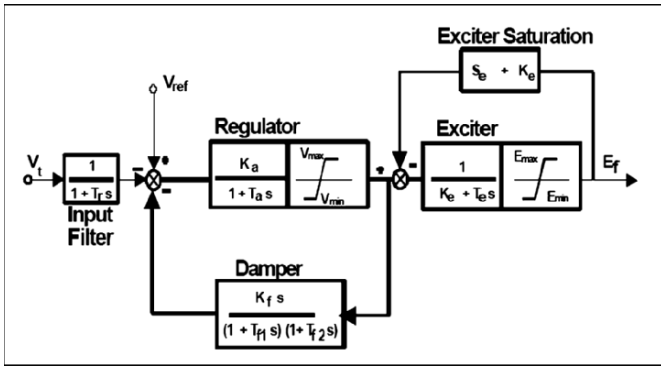 Exciter Saturation
Se + Ke
Vref
Regulator
Exciter
Vt
1
1 + Tr s
Input
Filter
Ka
1 + Ta s
Vmax
Vmin
1
Ke + Te s
Emax
Emin
Ef
Damper
Kf s
(1 + Tf1 s) (1+ Tf2 s)